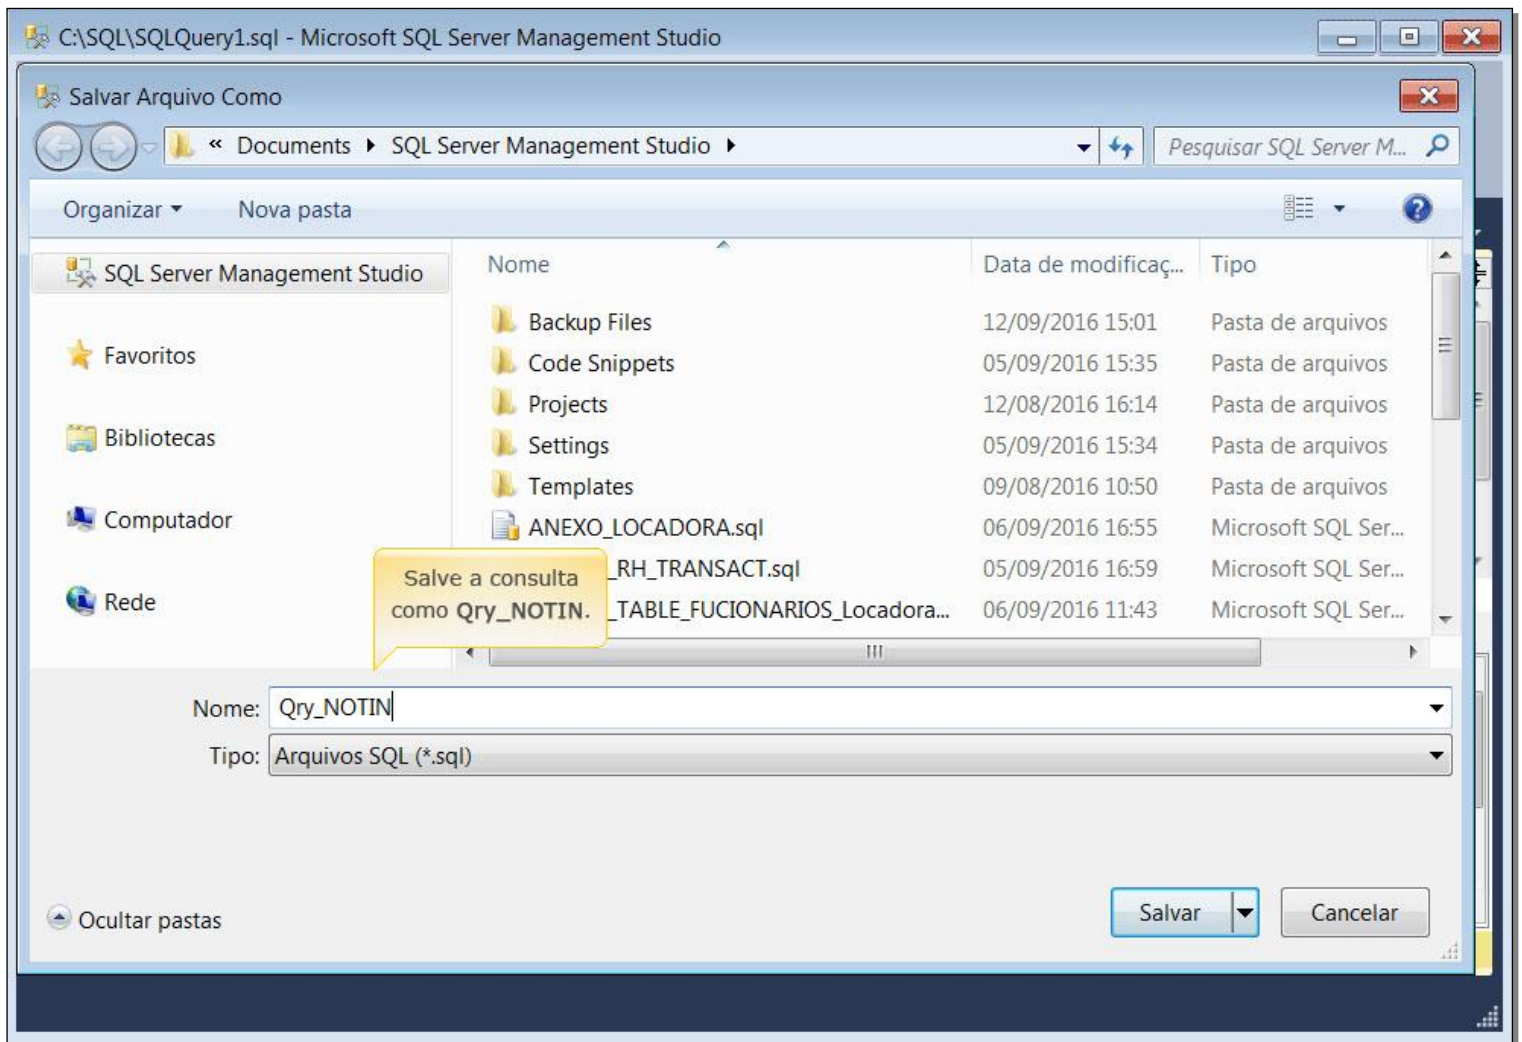 C:\SQL\SQLQuery1.sql - Microsoft SQL Server Management Studio
Salvar Arquivo Como
« Documents SQL Server Management Studio
Pesquisar SQL Server M...
Organizar Nova pasta
SQL Server Management Studio
Favoritos
Bibliotecas
Computador
Rede
Nome Data de modificaç... Tipo
Backup Files 12/09/2016 15:01 Pasta de arquivos
Code Snippets 05/09/2016 15:35 Pasta de arquivos
Projects 12/08/2016 16:14 Pasta de arquivos
Settings 05/09/2016 15:34 Pasta de arquivos
Templates 09/08/2016 10:50 Pasta de arquivos
ANEXO_LOCADORA.sql 06/09/2016 16:55 Microsoft SQL Ser...
_RH_TRANSACT.sql 05/09/2016 16:59 Microsoft SQL Ser...
_TABLE_FUCIONARIOS_Locadora... 06/09/2016 11:43 Microsoft SQL Ser...
Salve a consulta
como Qry_NOTIN.
Nome: Qry_NOTIN
Tipo: Arquivos SQL (*.sql)
Ocultar pastas
Salvar
Cancelar